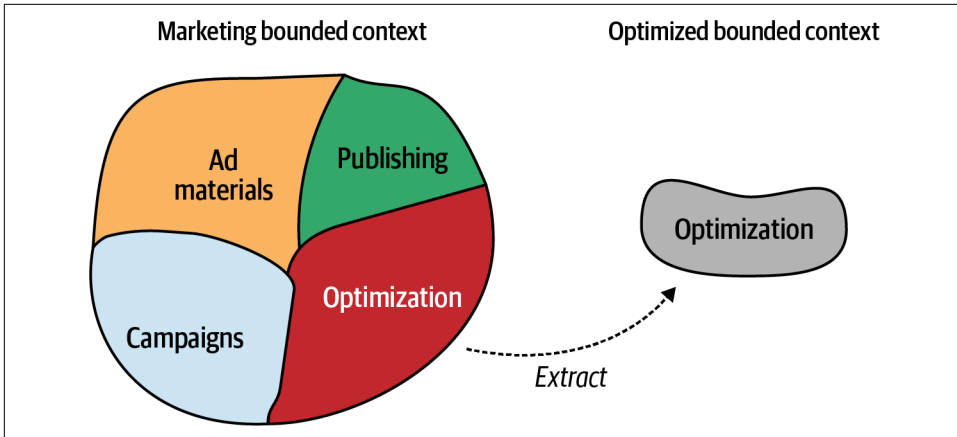 Marketing bounded context
Optimized bounded context
Ad
materials
Publishing
Optimization
Optimization
Campaigns
Extract